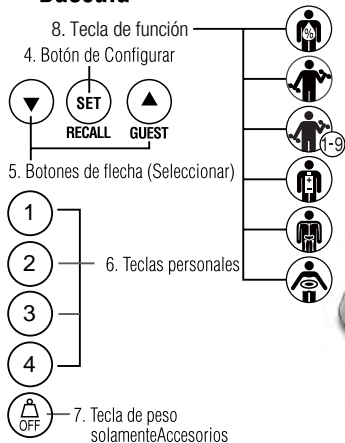 8. Tecla de función
4. Botón de Configurar
%
SET
RECALL GUEST
1-9
5. Botones de flecha (Seleccionar)
+
−
1
2
6. Teclas personales
3
4
OFF
7. Tecla de peso
solamenteAccesorios